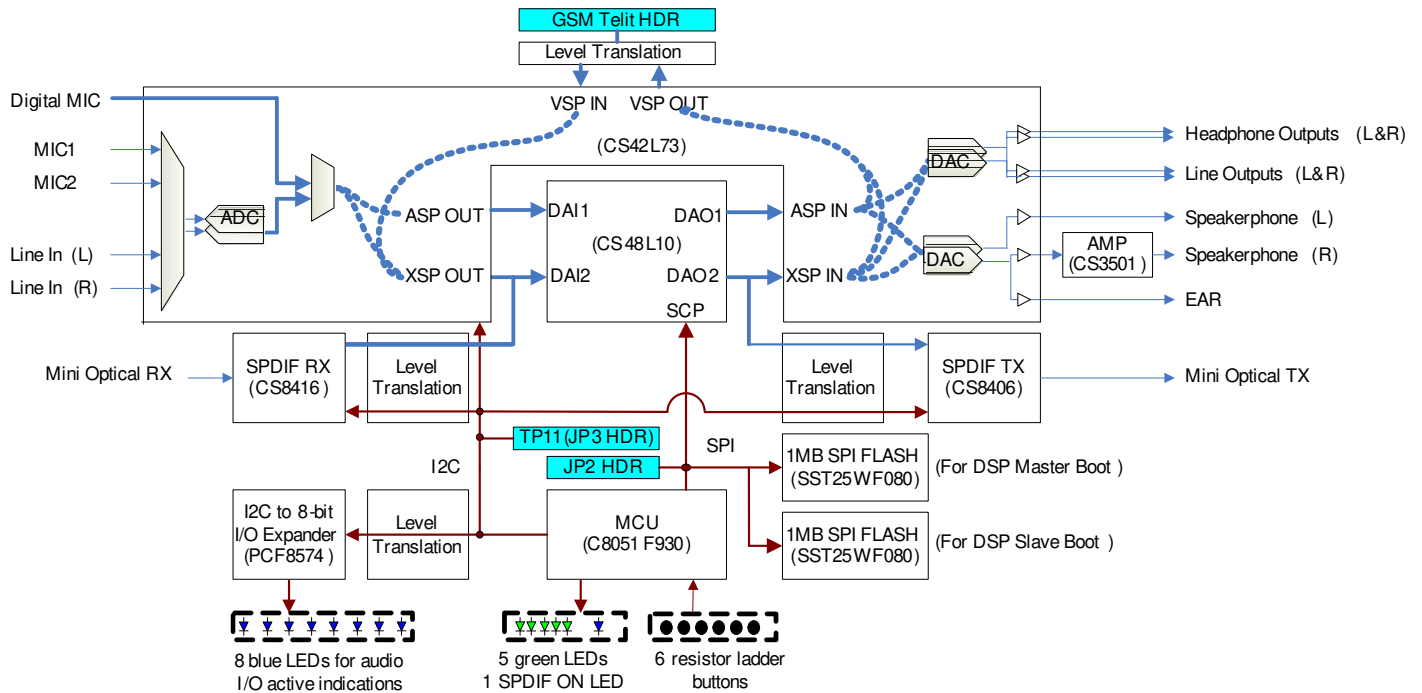 GSM Telit HDR
Level Translation
Digital MIC
VSP IN
VSP OUT
(CS42L73)
MIC1
MIC2
Line In (L)
Line In (R)
ADC
ASP OUT
XSP OUT
DAI1
DAI2
(CS48L10)
DAO1
DAO2
SCP
ASP IN
XSP IN
DAC
DAC
Headphone Outputs (L&R)
Line Outputs (L&R)
Speakerphone (L)
AMP
(CS3501)
Speakerphone (R)
EAR
Mini Optical RX
SPDIF RX
(CS8416)
Level
Translation
Level
Translation
SPDIF TX
(CS8406)
Mini Optical TX
TP11(JP3 HDR)
I2C
JP2 HDR
SPI
1MB SPI FLASH
(SST25WF080)
(For DSP Master Boot)
I2C to 8-bit
I/O Expander
(PCF8574)
Level
Translation
MCU
(C8051F930)
1MB SPI FLASH
(SST25WF080)
(For DSP Slave Boot)
8 blue LEDs for audio
I/O active indications
5 green LEDs
1 SPDIF ON LED
6 resistor ladder
buttons